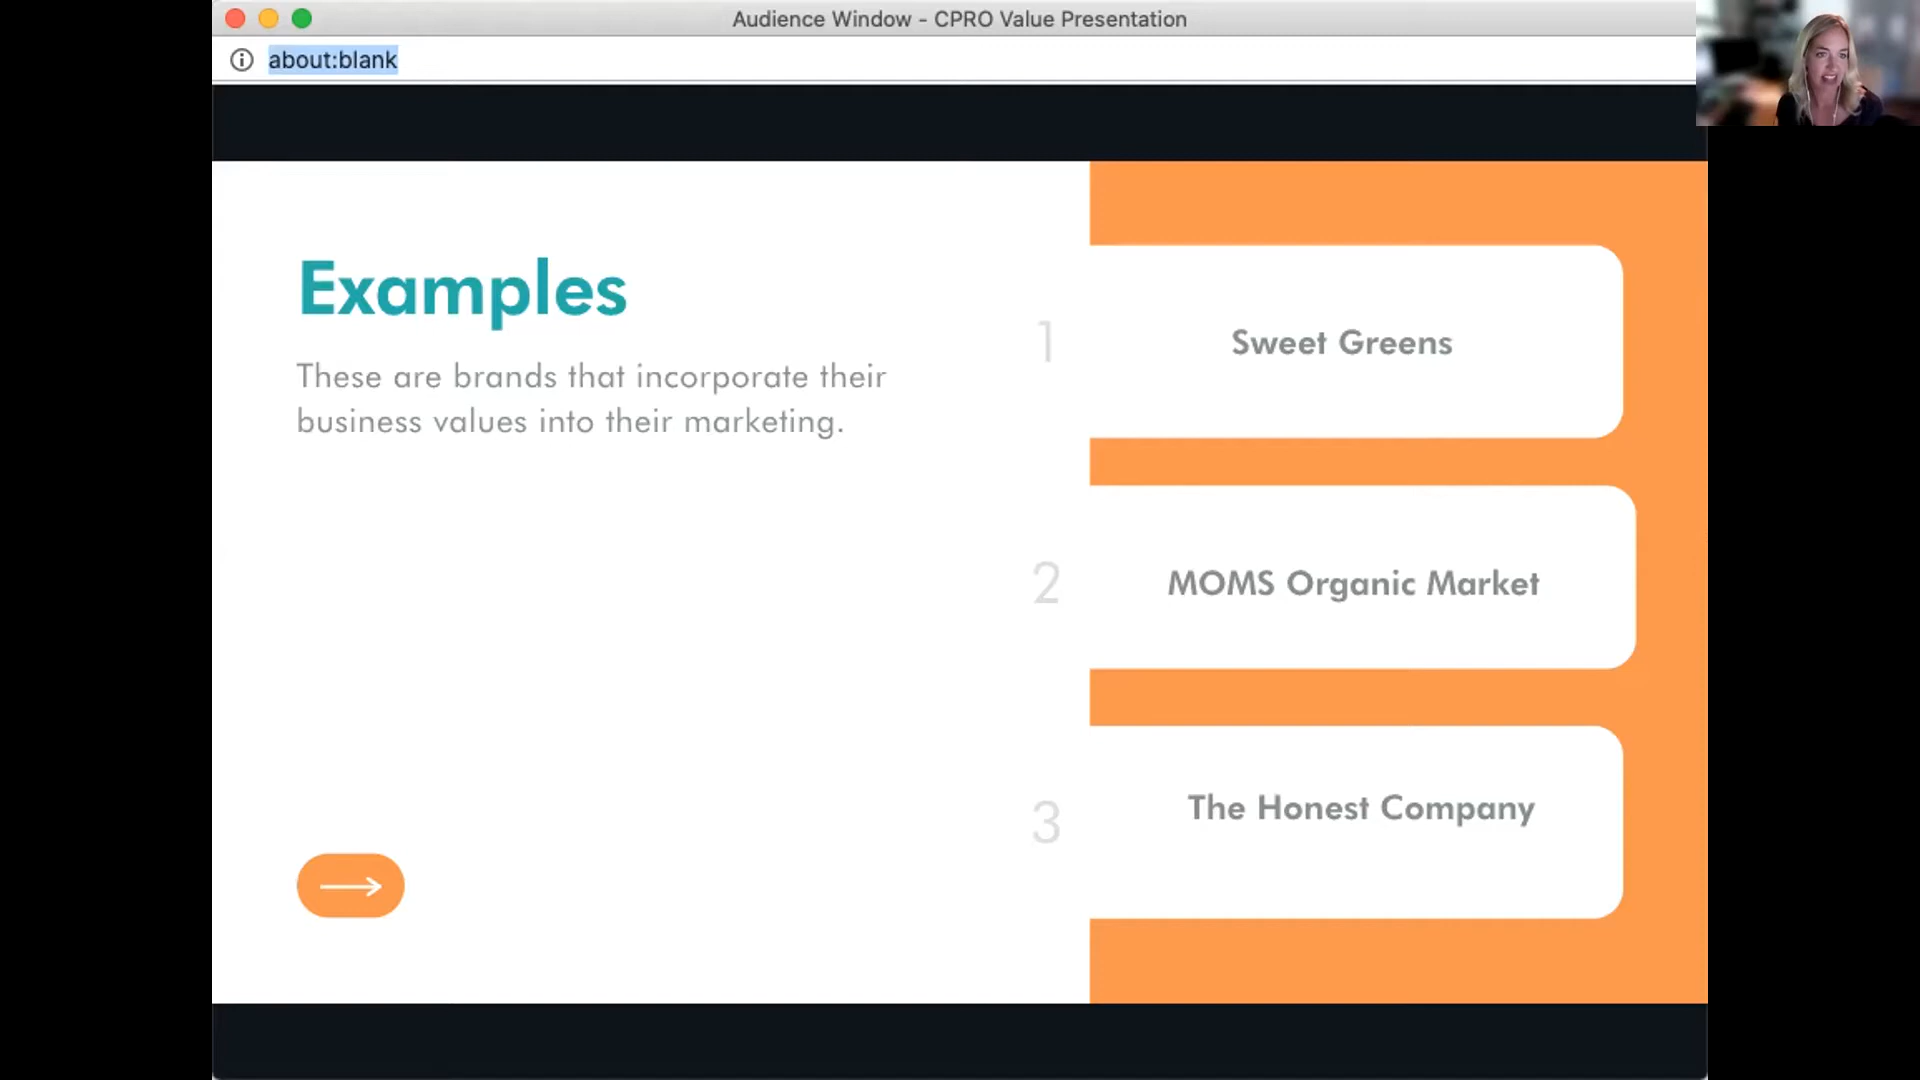 Audience Window - CPRO Value Presentation
about:blank
Examples
These are brands that incorporate their
business values into their marketing.
1
Sweet Greens
2
MOMS Organic Market
3
The Honest Company